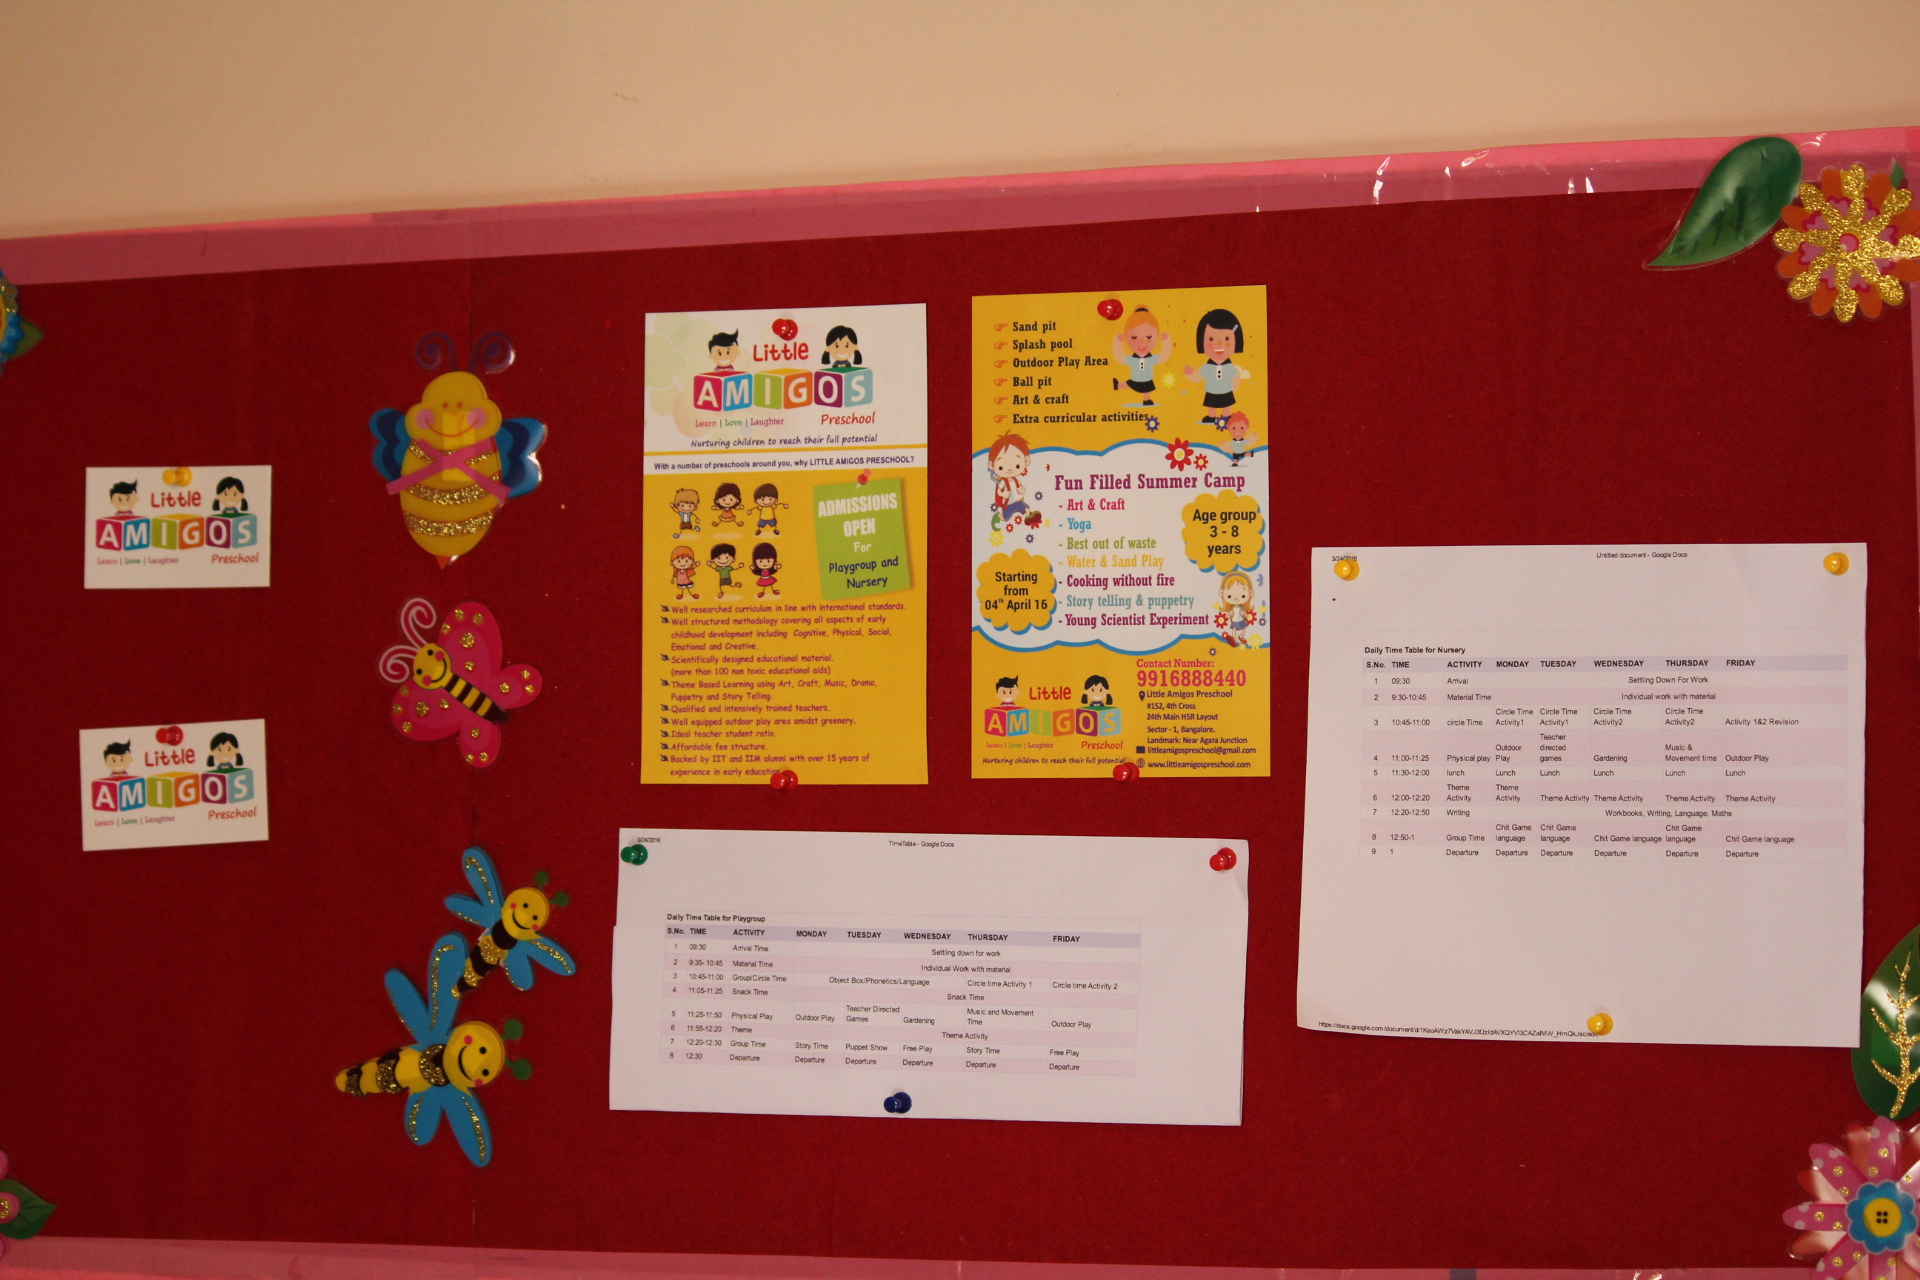 Little
AMIGOS
Learn | Love | Laughter
Preschool
Little
AMIGOS
Learn | Love | Laughter
Preschool
Little
AMIGOS
Learn | Love | Laughter
Preschool
Nurturing children to reach their full potential
With a number of preschools around you, why LITTLE AMIGOS PRESCHOOL?
ADMISSIONS
OPEN
For
Playgroup and
Nursery
Well researched curriculum in line with international standards.
Well structured methodology covering all aspects of early
childhood development including Cognitive, Physical, Social,
Emotional and Creative.
Scientifically designed educational material.
(more than 100 non toxic educational aids)
Theme Based Learning using Art, Craft, Music, Drama,
Puppetry and Story Telling.
Qualified and intensively trained teachers.
Well equipped outdoor play area amidst greenery.
Ideal teacher student ratio.
Affordable fee structure.
Backed by IIT and IIM alumni with over 15 years of
experience in early education
Sand pit
Splash pool
Outdoor Play Area
Ball pit
Art & craft
Extra curricular activities
Fun Filled Summer Camp
- Art & Craft
- Yoga
- Best out of waste
- Water & Sand Play
- Cooking without fire
- Story telling & puppetry
- Young Scientist Experiment
Age group
3 - 8
years
Starting
from
04th April 16
Little
AMIGOS
Learn | Love | Laughter
Preschool
Nurturing children to reach their full potential
Contact Number:
9916888440
Little Amigos Preschool
#152, 4th Cross
24th Main HSR Layout
Sector - 1, Bangalore.
Landmark: Near Agara Junction
littleamigospreschool@gmail.com
www.littleamigospreschool.com
3/24/2016 TimeTable - Google Docs
Daily Time Table for Playgroup
S.No. TIME ACTIVITY MONDAY TUESDAY WEDNESDAY THURSDAY FRIDAY
1 09:30 Arrival Time Settling down for work
2 9:35- 10:45 Material Time Individual Work with material
3 10:45-11:00 Group/Circle Time Object Box/Phonetics/Language Circle time Activity 1 Circle time Activity 2
4 11:05-11:25 Snack Time Snack Time
5 11:25-11:50 Physical Play Outdoor Play Teacher Directed Games Gardening Music and Movement Time Outdoor Play
6 11:55-12:20 Theme Theme Activity
7 12:20-12:30 Group Time Story Time Puppet Show Free Play Story Time Free Play
8 12:30 Departure Departure Departure Departure Departure Departure
3/24/2016 Untitled document - Google Docs
Daily Time Table for Nursery
S.No. TIME ACTIVITY MONDAY TUESDAY WEDNESDAY THURSDAY FRIDAY
1 09:30 Arrival Settling Down For Work
2 9:30-10:45 Material Time Individual work with material
3 10:45-11:00 circle Time Circle Time Activity1 Circle Time Activity1 Circle Time Activity2 Circle Time Activity2 Activity 1&2 Revision
4 11:00-11:25 Physical play Outdoor Play Teacher directed games Gardening Music & Movement time Outdoor Play
5 11:30-12:00 lunch Lunch Lunch Lunch Lunch Lunch
6 12:00-12:20 Theme Activity Theme Activity Theme Activity Theme Activity Theme Activity Theme Activity
7 12:20-12:50 Writing Workbooks, Writing, Language, Maths
8 12:50-1 Group Time Chit Game language Chit Game language Chit Game language Chit Game language Chit Game language
9 1 Departure Departure Departure Departure Departure Departure